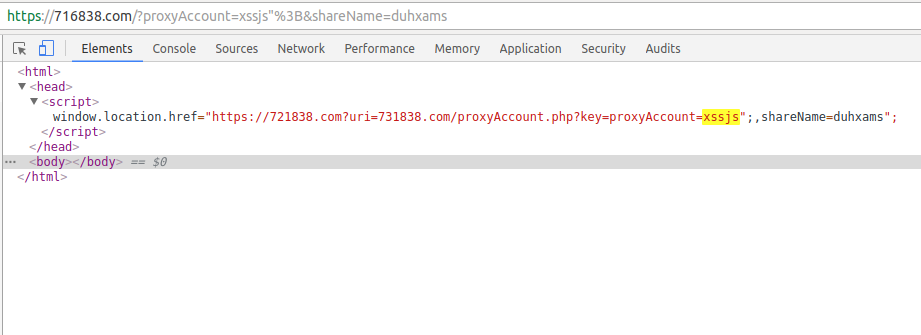 https://716838.com/?proxyAccount=xssjs"%3B&shareName=duhxams
Elements Console Sources Network Performance Memory Application Security Audits
<html>
▼<head>
▼<script>
window.location.href="https://721838.com?uri=731838.com/proxyAccount.php?key=proxyAccount=xssjs";,shareName=duhxams";
</script>
</head>
... <body></body> == $0
</html>